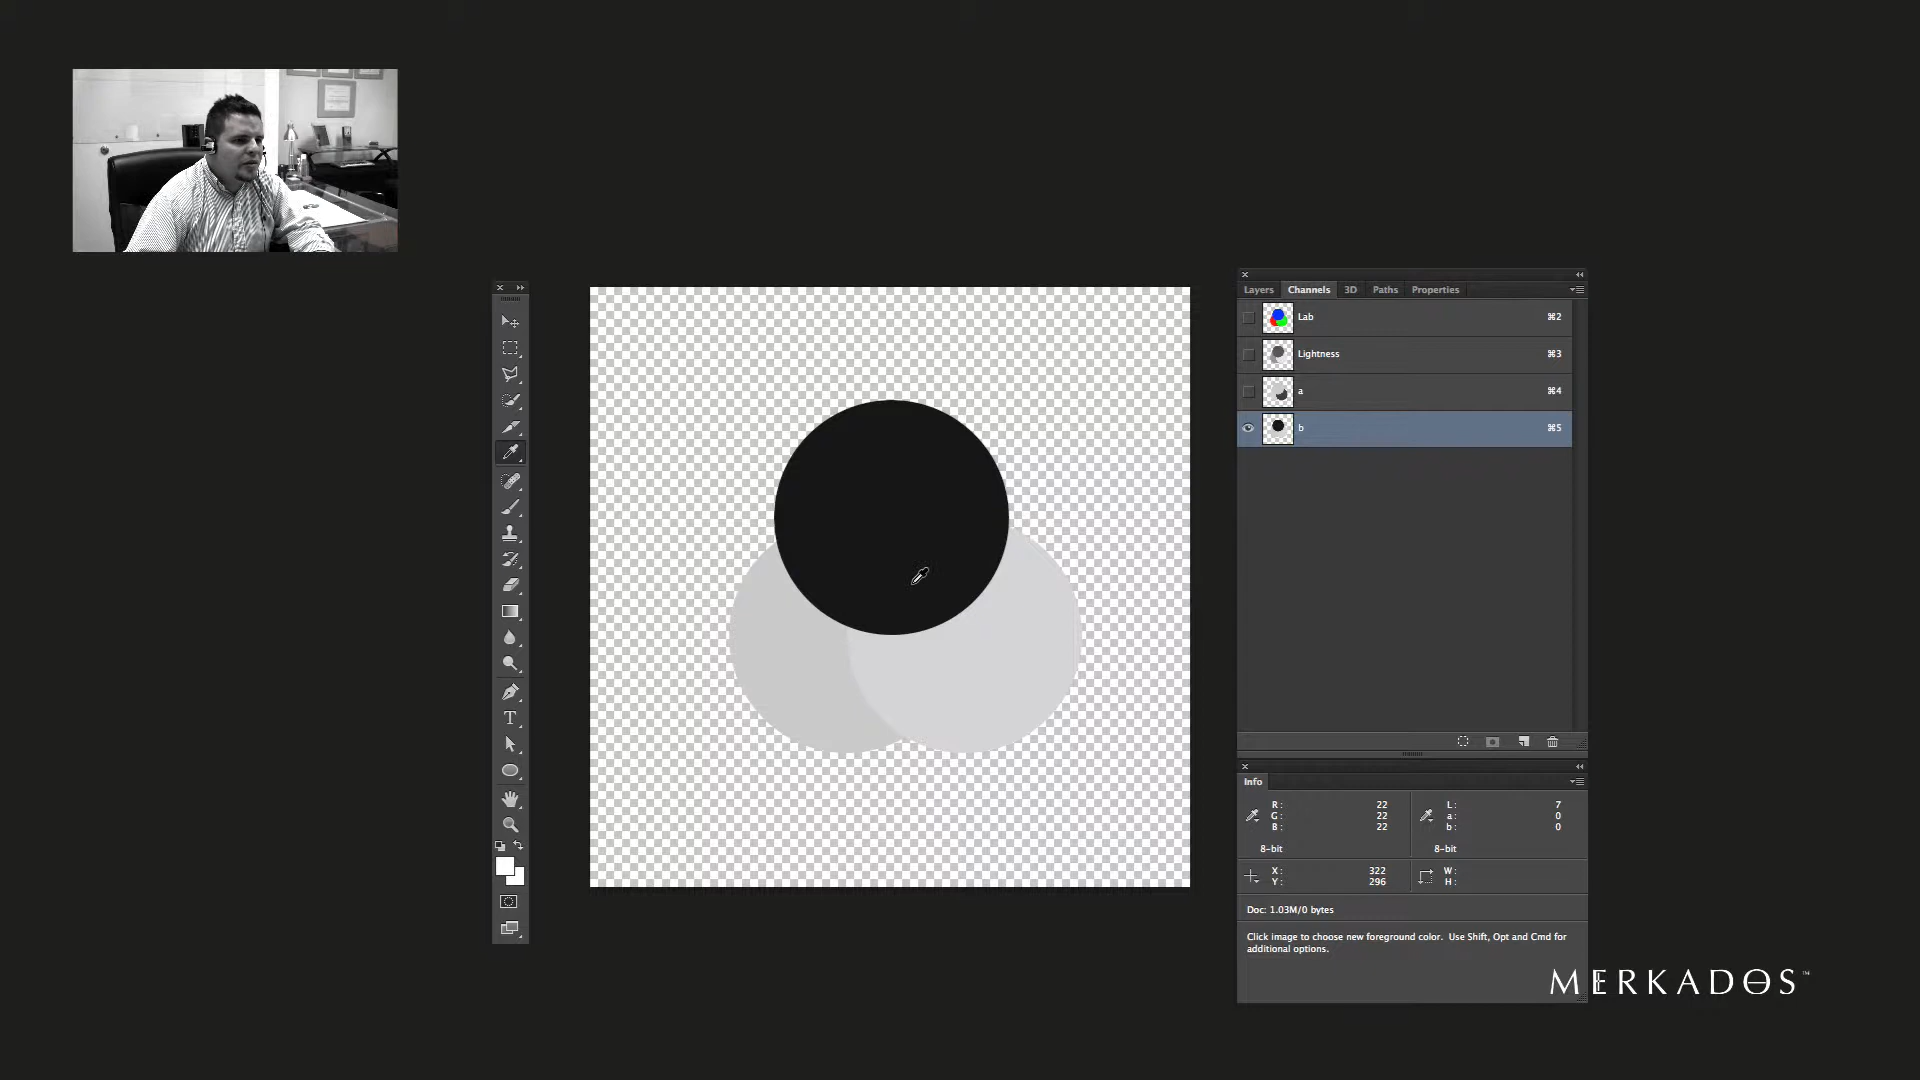 Layers Channels 3D Paths Properties
Lab ⌘2
Lightness ⌘3
a ⌘4
b ⌘5
T
Info
R: 22
G: 22
B: 22
8-bit
L: 7
a: 0
b: 0
8-bit
X: 322
Y: 296
W:
H:
Doc: 1.03M/0 bytes
Click image to choose new foreground color. Use Shift, Opt and Cmd for
additional options.
MERKADOS™